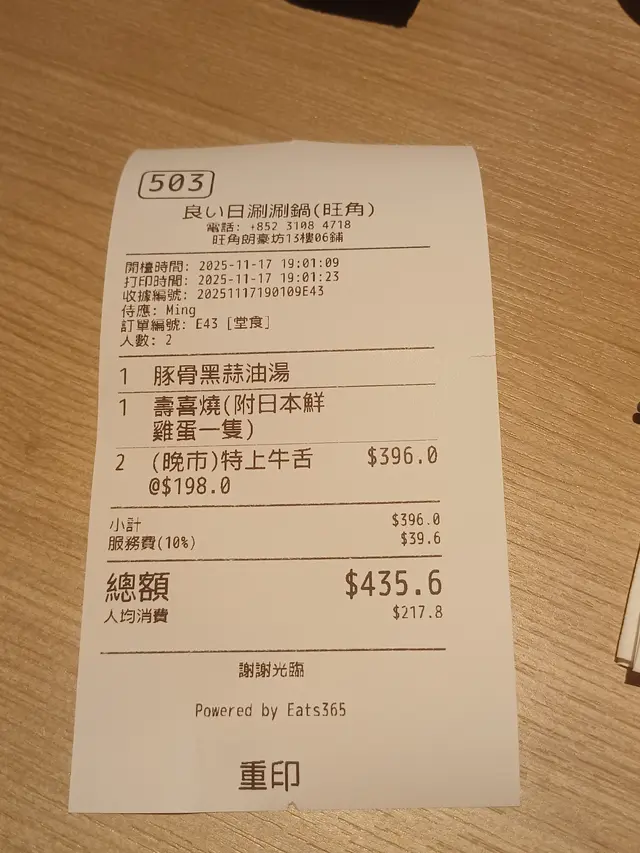 503
良い日涮涮鍋(旺角)
電話: +852 3108 4718
旺角朗豪坊13樓06鋪
開檯時間: 2025-11-17 19:01:09
打印時間: 2025-11-17 19:01:23
收據編號: 20251117190109E43
侍應: Ming
訂單編號: E43 [堂食]
人數: 2
1 豚骨黑蒜油湯
1 壽喜燒(附日本鮮
雞蛋一隻)
2 (晚市)特上牛舌 $396.0
@$198.0
小計 $396.0
服務費(10%) $39.6
總額 $435.6
人均消費 $217.8
謝謝光臨
Powered by Eats365
重印